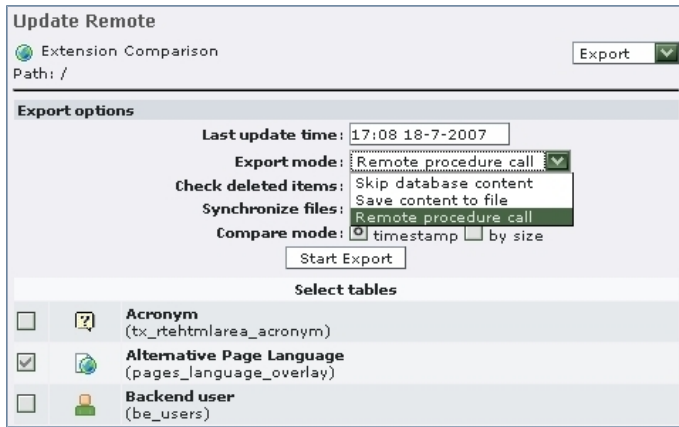 Update Remote
Extension Comparison
Export
Path: /
Export options
Last update time: 17:08 18-7-2007
Export mode: Remote procedure call
Check deleted items: Skip database content
Synchronize files: Save content to file
Remote procedure call
Compare mode: timestamp by size
Start Export
Select tables
Acronym
(tx_rtehtmlarea_acronym)
Alternative Page Language
(pages_language_overlay)
Backend user
(be_users)